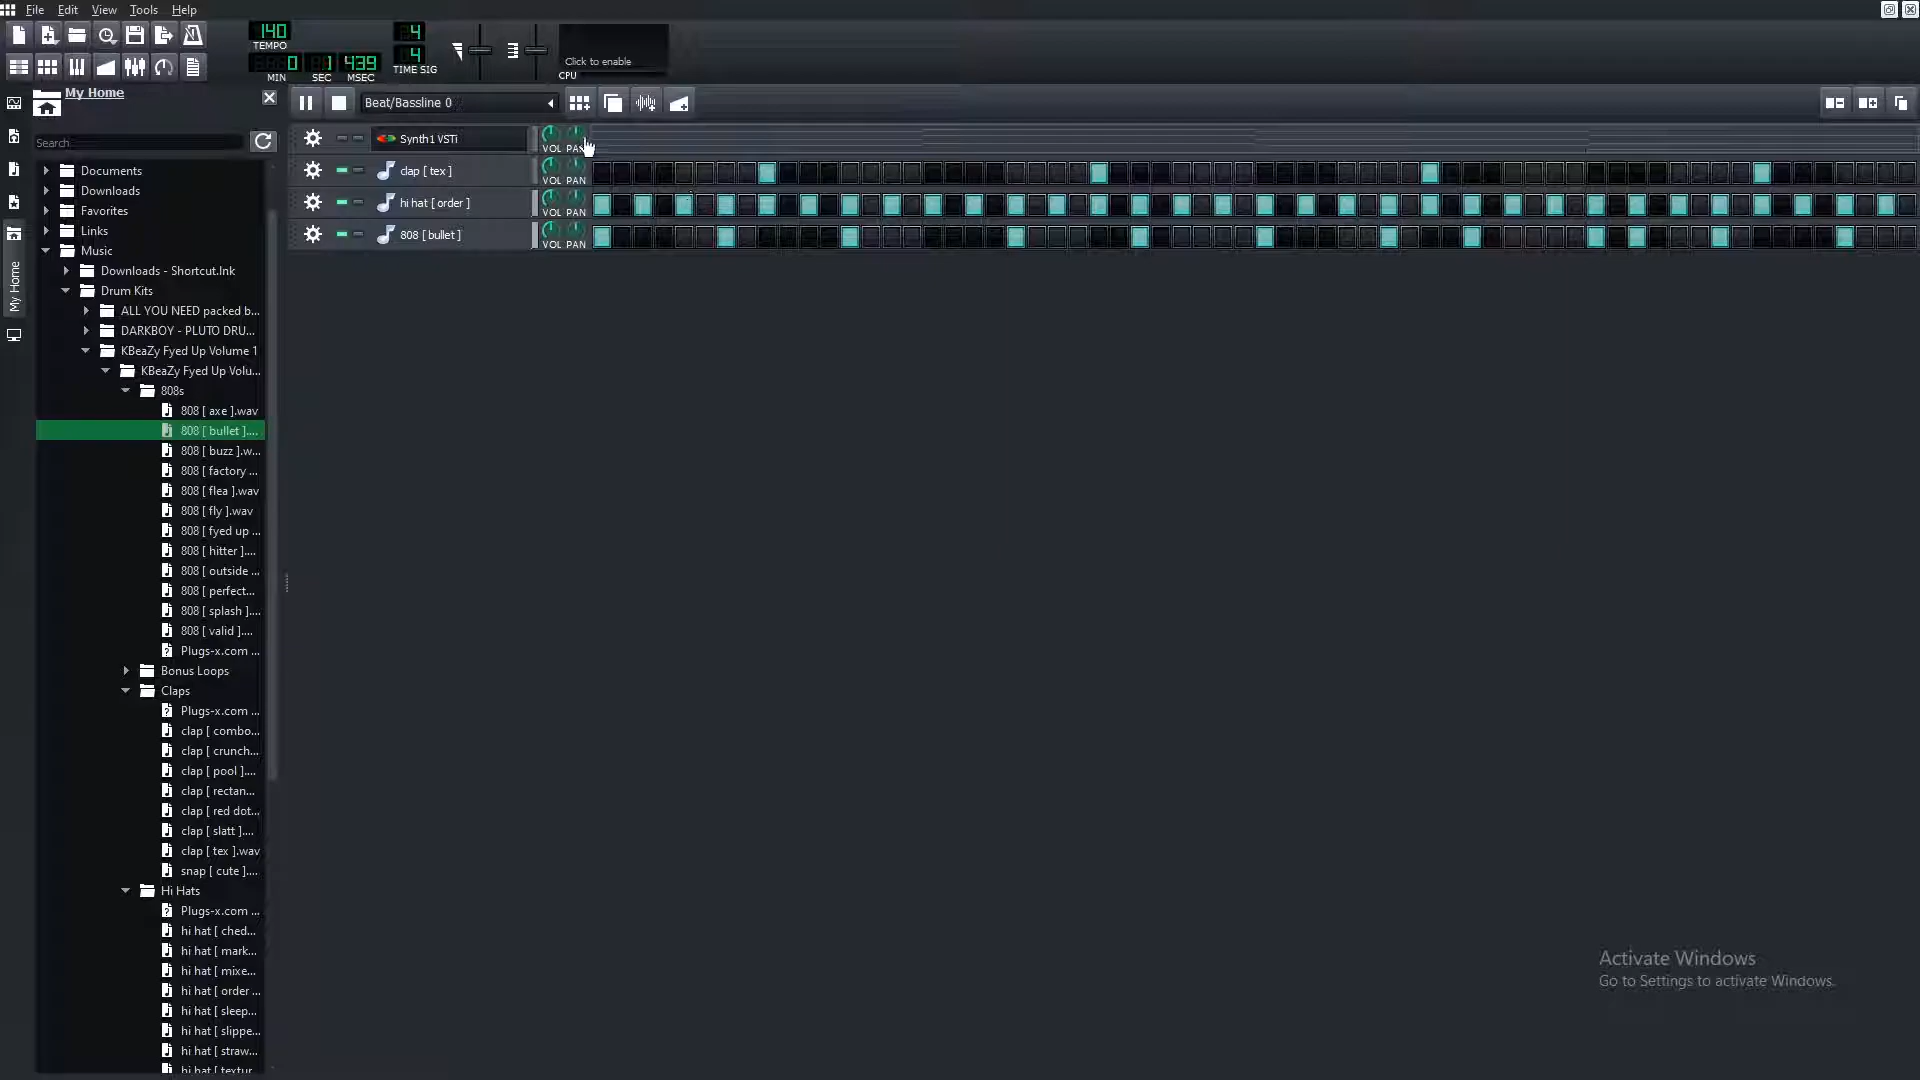 File Edit View Tools Help
140
TEMPO
0 1 439
MIN SEC MSEC
4
4
TIME SIG
Click to enable
CPU
My Home
Search
My Home
Documents
Downloads
Favorites
Links
Music
Downloads - Shortcut.lnk
Drum Kits
ALL YOU NEED packed b...
DARKBOY - PLUTO DRU...
KBeaZy Fyed Up Volume 1
KBeaZy Fyed Up Volu...
808s
808 [ axe ].wav
808 [ bullet ]....
808 [ buzz ].w...
808 [ factory ...
808 [ flea ].wav
808 [ fly ].wav
808 [ fyed up ...
808 [ hitter ]....
808 [ outside ...
808 [ perfect...
808 [ splash ]....
808 [ valid ]....
Plugs-x.com ...
Bonus Loops
Claps
Plugs-x.com ...
clap [ combo...
clap [ crunch...
clap [ pool ]....
clap [ rectan...
clap [ red dot...
clap [ slatt ]....
clap [ tex ].wav
snap [ cute ]....
Hi Hats
Plugs-x.com ...
hi hat [ ched...
hi hat [ mark...
hi hat [ mixe...
hi hat [ order ...
hi hat [ sleep...
hi hat [ slippe...
hi hat [ straw...
hi hat [ textur...
Beat/Bassline 0
Synth1 VSTi VOL PAN
clap [ tex ] VOL PAN
hi hat [ order ] VOL PAN
808 [ bullet ] VOL PAN
Activate Windows
Go to Settings to activate Windows.